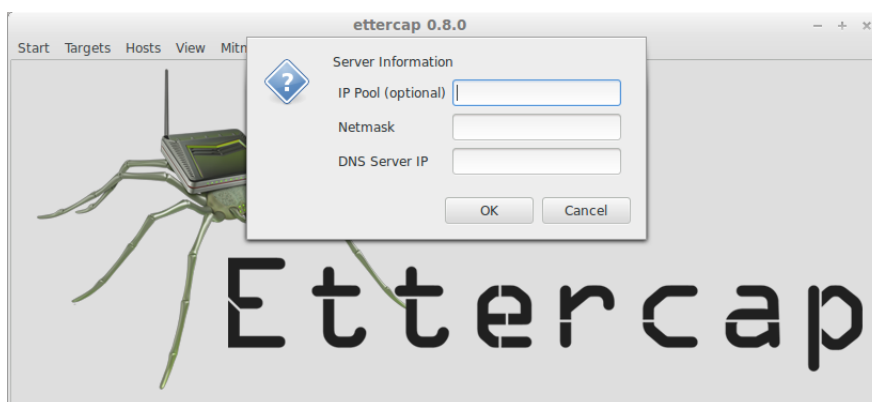 ettercap 0.8.0
Start Targets Hosts View Mitm
Server Information
IP Pool (optional)
Netmask
DNS Server IP
OK Cancel
Ettercap